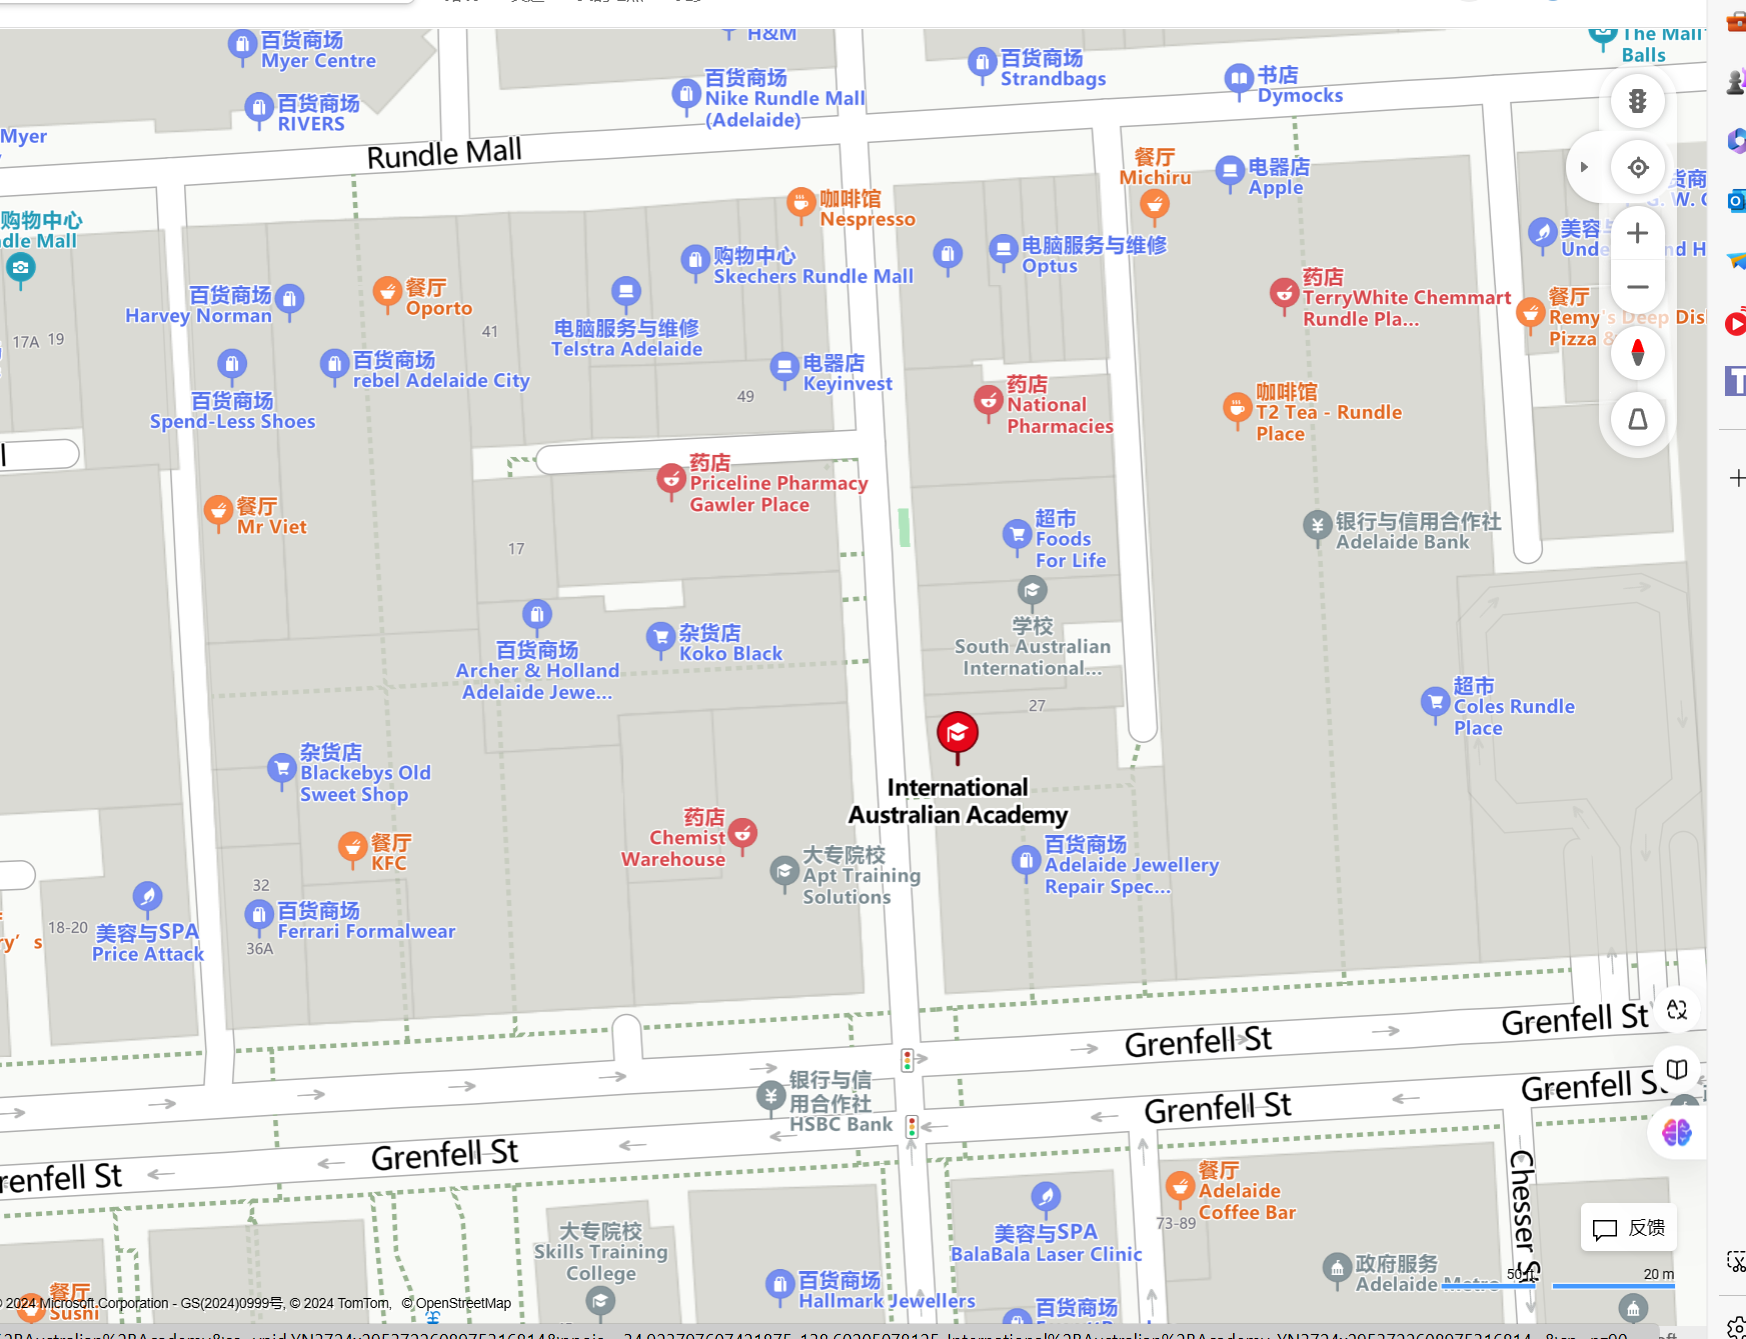 H&M
百货商场
Myer Centre
百货商场
Strandbags
The Mall'
Balls
百货商场
Nike Rundle Mall
(Adelaide)
书店
Dymocks
百货商场
RIVERS
Myer
Rundle Mall
餐厅
Michiru
电器店
Apple
咖啡馆
Nespresso
购物中心
dle Mall
美容
Unde
nd H
电脑服务与维修
Optus
购物中心
Skechers Rundle Mall
药店
TerryWhite Chemmart
Rundle Pla...
餐厅
Oporto
百货商场
Harvey Norman
餐厅
Remy's Deep Dis
Pizza &
17A
19
41
电脑服务与维修
Telstra Adelaide
百货商场
rebel Adelaide City
电器店
Keyinvest
49
百货商场
Spend-Less Shoes
药店
National
Pharmacies
咖啡馆
T2 Tea - Rundle
Place
药店
Priceline Pharmacy
Gawler Place
餐厅
Mr Viet
超市
Foods
For Life
银行与信用合作社
Adelaide Bank
17
学校
South Australian
International...
百货商场
Archer & Holland
Adelaide Jewe...
杂货店
Koko Black
27
超市
Coles Rundle
Place
杂货店
Blackebys Old
Sweet Shop
International
Australian Academy
药店
Chemist
Warehouse
餐厅
KFC
大专院校
Apt Training
Solutions
百货商场
Adelaide Jewellery
Repair Spec...
32
百货商场
Ferrari Formalwear
36A
18-20
美容与SPA
Price Attack
ry's
Grenfell St
Grenfell St
银行与信
用合作社
HSBC Bank
Grenfell St
Grenfell St
Grenfell St
renfell St
Chesser St
餐厅
Adelaide
Coffee Bar
73-89
美容与SPA
BalaBala Laser Clinic
大专院校
Skills Training
College
反馈
政府服务
Adelaide Metro
50 ft
20 m
百货商场
Hallmark Jewellers
百货商场
餐厅
Sushi
© 2024 Microsoft Corporation - GS(2024)0999号, © 2024 TomTom, © OpenStreetMap